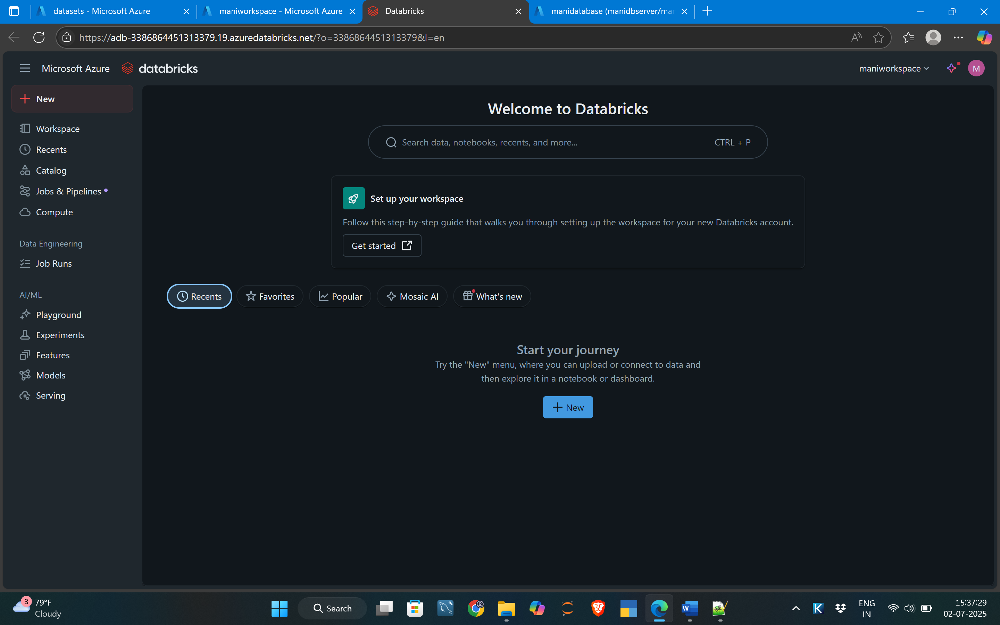 datasets - Microsoft Azure
maniworkspace - Microsoft Azure
Databricks
manidatabase (manidbserver/mar
https://adb-3386864451313379.19.azuredatabricks.net/?o=3386864451313379&l=en
Microsoft Azure
databricks
maniworkspace
M
New
Workspace
Recents
Catalog
Jobs & Pipelines
Compute
Data Engineering
Job Runs
AI/ML
Playground
Experiments
Features
Models
Serving
Welcome to Databricks
Search data, notebooks, recents, and more...
CTRL + P
Set up your workspace
Follow this step-by-step guide that walks you through setting up the workspace for your new Databricks account.
Get started
Recents
Favorites
Popular
Mosaic AI
What's new
Start your journey
Try the "New" menu, where you can upload or connect to data and
then explore it in a notebook or dashboard.
New
3
79°F
Cloudy
Search
ENG
IN
15:37:29
02-07-2025